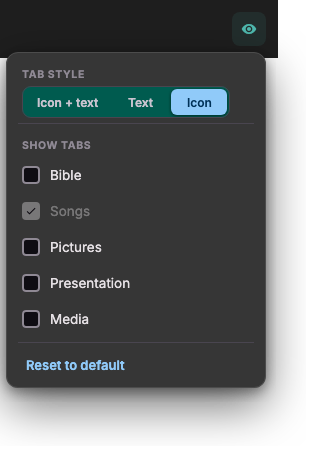 TAB STYLE
Icon + text Text Icon
SHOW TABS
Bible
Songs
Pictures
Presentation
Media
Reset to default